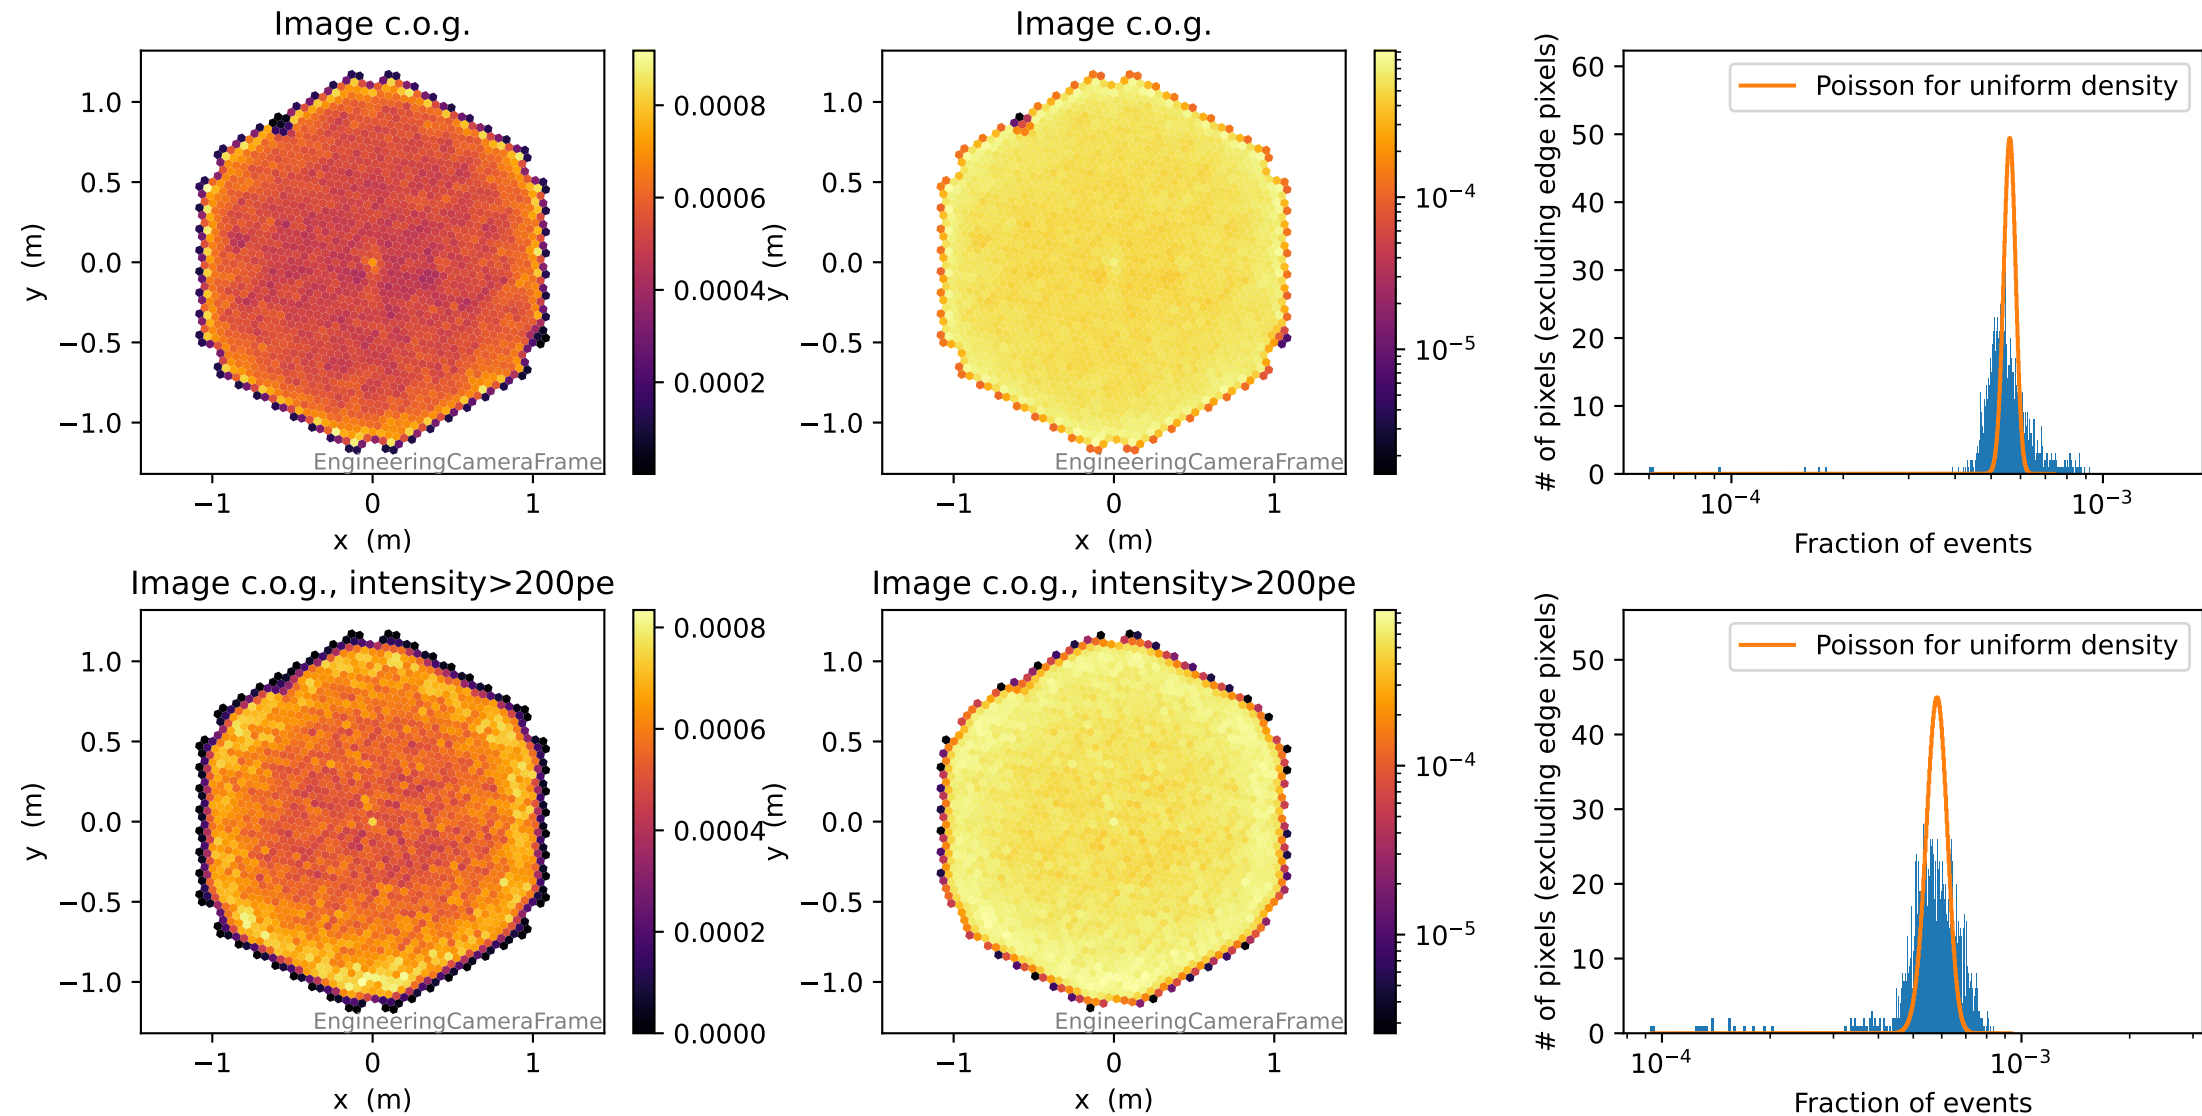 Image c.o.g.
1.0
0.5
0.0
−0.5
−1.0
y (m)
−1
0
1
x (m)
EngineeringCameraFrame
0.0008
0.0006
0.0004
0.0002
Image c.o.g.
1.0
0.5
0.0
−0.5
−1.0
y (m)
−1
0
1
x (m)
EngineeringCameraFrame
10⁻⁴
10⁻⁵
# of pixels (excluding edge pixels)
60
50
40
30
20
10
0
Poisson for uniform density
10⁻⁴
10⁻³
Fraction of events
Image c.o.g., intensity>200pe
1.0
0.5
0.0
−0.5
−1.0
y (m)
−1
0
1
x (m)
EngineeringCameraFrame
0.0008
0.0006
0.0004
0.0002
0.0000
Image c.o.g., intensity>200pe
1.0
0.5
0.0
−0.5
−1.0
y (m)
−1
0
1
x (m)
EngineeringCameraFrame
10⁻⁴
10⁻⁵
# of pixels (excluding edge pixels)
50
40
30
20
10
0
Poisson for uniform density
10⁻⁴
10⁻³
Fraction of events